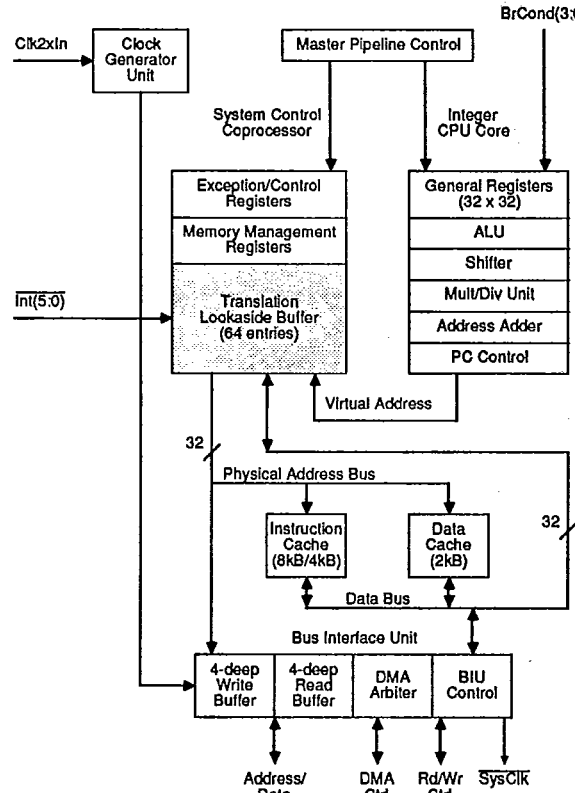 BrCond(3:0
Clk2xIn
Clock
Generator
Unit
Master Pipeline Control
System Control
Coprocessor
Integer
CPU Core
Exception/Control
Registers
General Registers
(32 x 32)
Memory Management
Registers
ALU
Shifter
Int(5:0)
Translation
Lookaside Buffer
(64 entries)
Mult/Div Unit
Address Adder
PC Control
Virtual Address
32
Physical Address Bus
Instruction
Cache
(8kB/4kB)
Data
Cache
(2kB)
32
Data Bus
Bus Interface Unit
4-deep
Write
Buffer
4-deep
Read
Buffer
DMA
Arbiter
BIU
Control
Address/
Data
DMA
Ctrl
Rd/Wr
Ctrl
SysClk